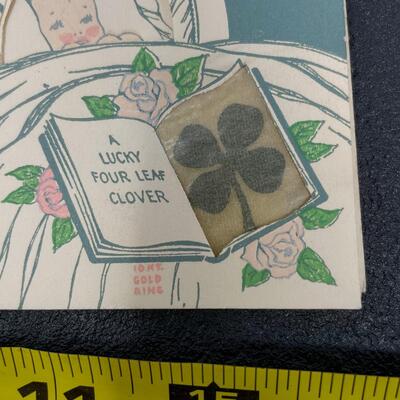 A
LUCKY
FOUR LEAF
CLOVER
10 KT.
GOLD
RING
11
15